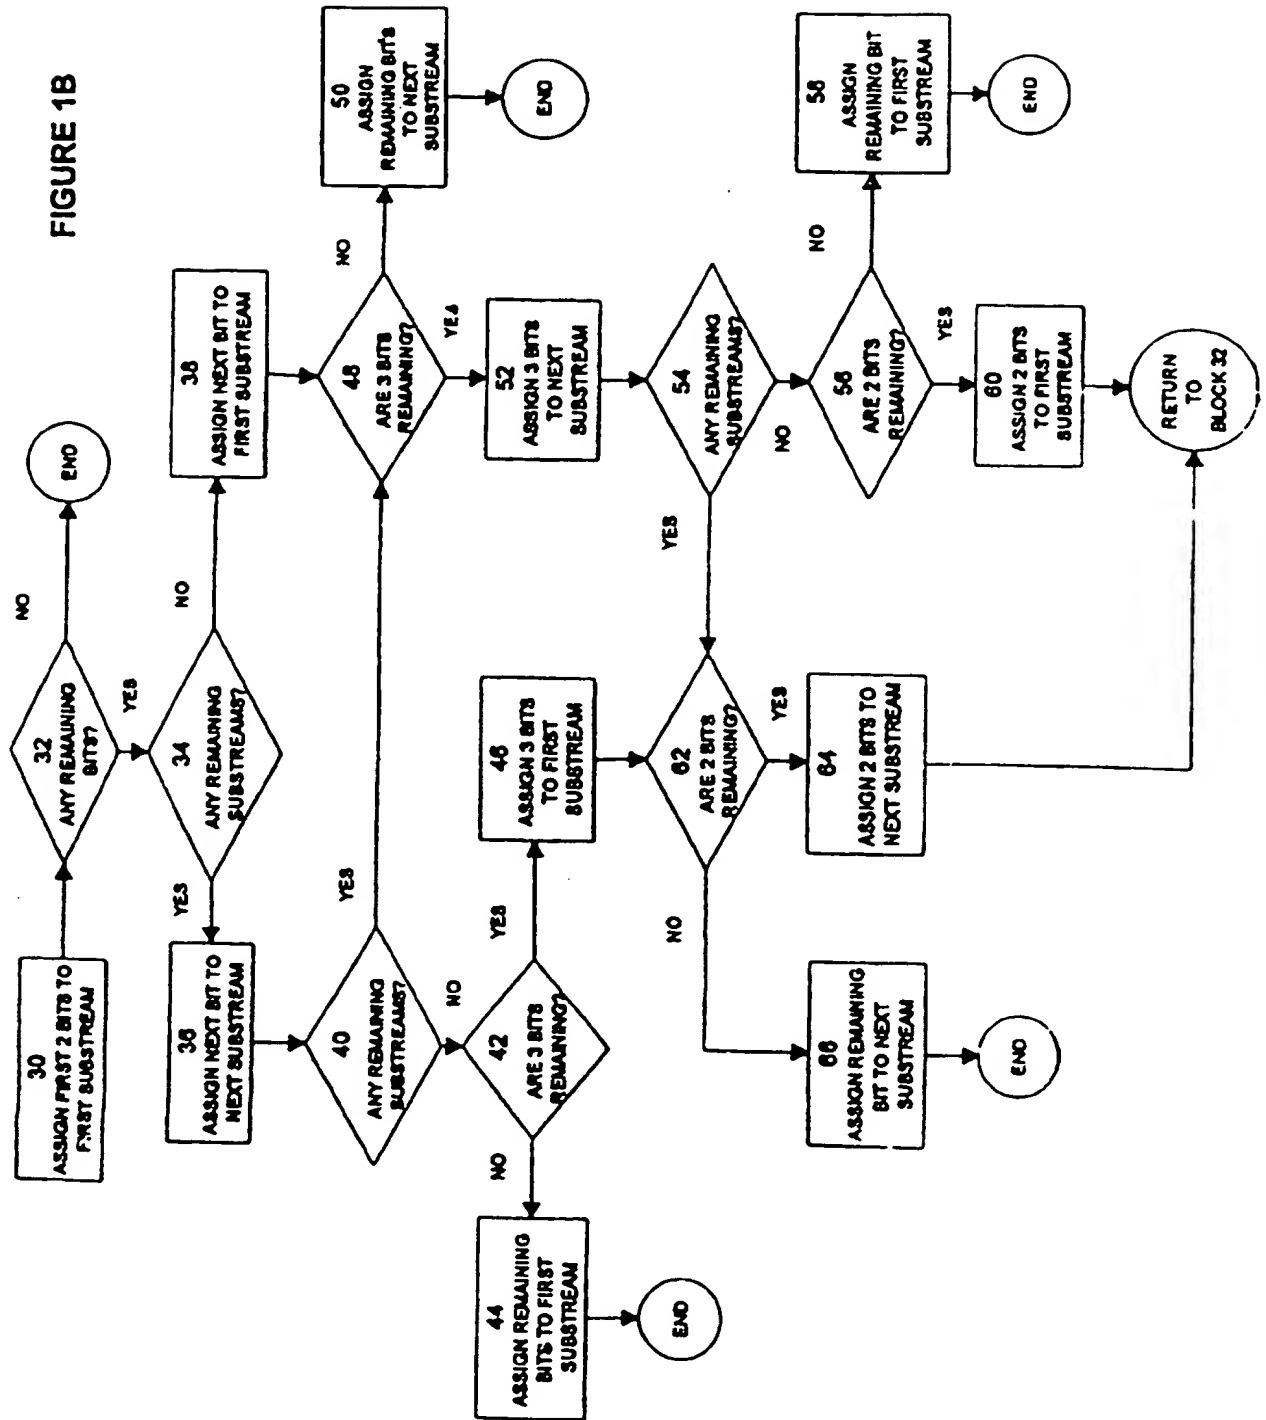 FIGURE 1B
30
ASSIGN FIRST 2 BITS TO
FIRST SUBSTREAM
32
ANY REMAINING
BITS?
NO
END
YES
34
ANY REMAINING
SUBSTREAMS?
NO
38
ASSIGN NEXT BIT TO
FIRST SUBSTREAM
YES
36
ASSIGN NEXT BIT TO
NEXT SUBSTREAM
40
ANY REMAINING
SUBSTREAMS?
YES
48
ARE 3 BITS
REMAINING?
NO
50
ASSIGN
REMAINING BITS
TO NEXT
SUBSTREAM
END
YES
NO
42
ARE 3 BITS
REMAINING?
NO
44
ASSIGN REMAINING
BITS TO FIRST
SUBSTREAM
END
YES
46
ASSIGN 3 BITS
TO FIRST
SUBSTREAM
52
ASSIGN 3 BITS
TO NEXT
SUBSTREAM
54
ANY REMAINING
SUBSTREAMS?
YES
NO
56
ARE 2 BITS
REMAINING?
NO
58
ASSIGN
REMAINING BIT
TO FIRST
SUBSTREAM
END
YES
60
ASSIGN 2 BITS
TO FIRST
SUBSTREAM
62
ARE 2 BITS
REMAINING?
YES
64
ASSIGN 2 BITS TO
NEXT SUBSTREAM
NO
66
ASSIGN REMAINING
BIT TO NEXT
SUBSTREAM
END
RETURN
TO
BLOCK 32